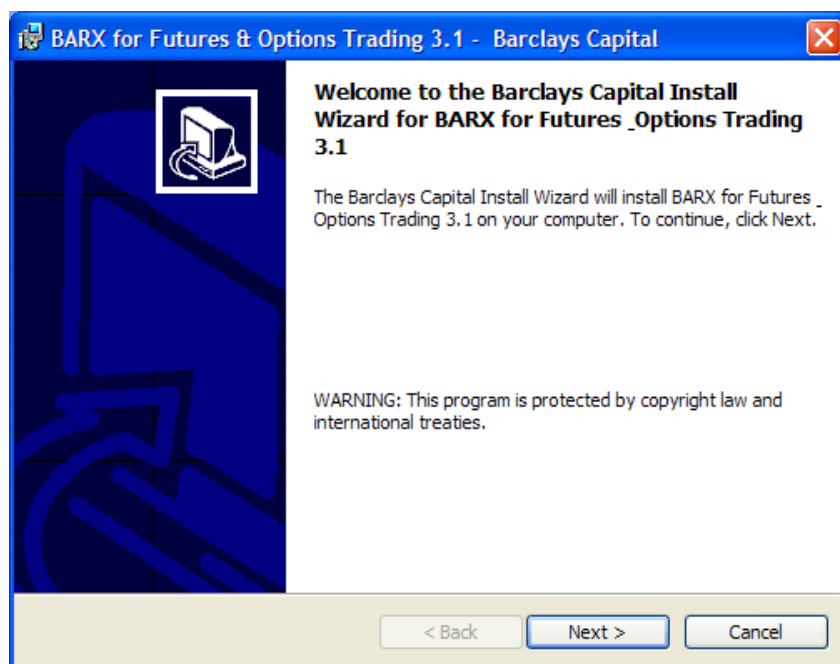 BARX for Futures & Options Trading 3.1 - Barclays Capital
Welcome to the Barclays Capital Install
Wizard for BARX for Futures _Options Trading
3.1
The Barclays Capital Install Wizard will install BARX for Futures _
Options Trading 3.1 on your computer. To continue, click Next.
WARNING: This program is protected by copyright law and
international treaties.
< Back Next > Cancel